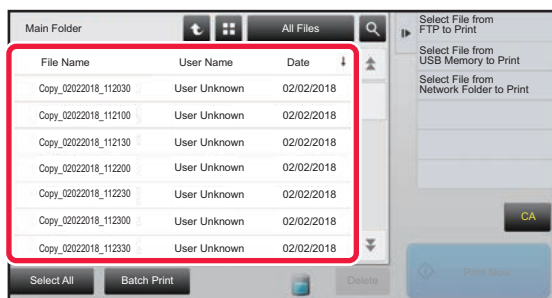 Main Folder
All Files
File Name User Name Date
Copy_02022018_112030 User Unknown 02/02/2018
Copy_02022018_112100 User Unknown 02/02/2018
Copy_02022018_112130 User Unknown 02/02/2018
Copy_02022018_112200 User Unknown 02/02/2018
Copy_02022018_112230 User Unknown 02/02/2018
Copy_02022018_112300 User Unknown 02/02/2018
Copy_02022018_112330 User Unknown 02/02/2018
Select All
Batch Print
Delete
Select File from
FTP to Print
Select File from
USB Memory to Print
Select File from
Network Folder to Print
CA
Print Now